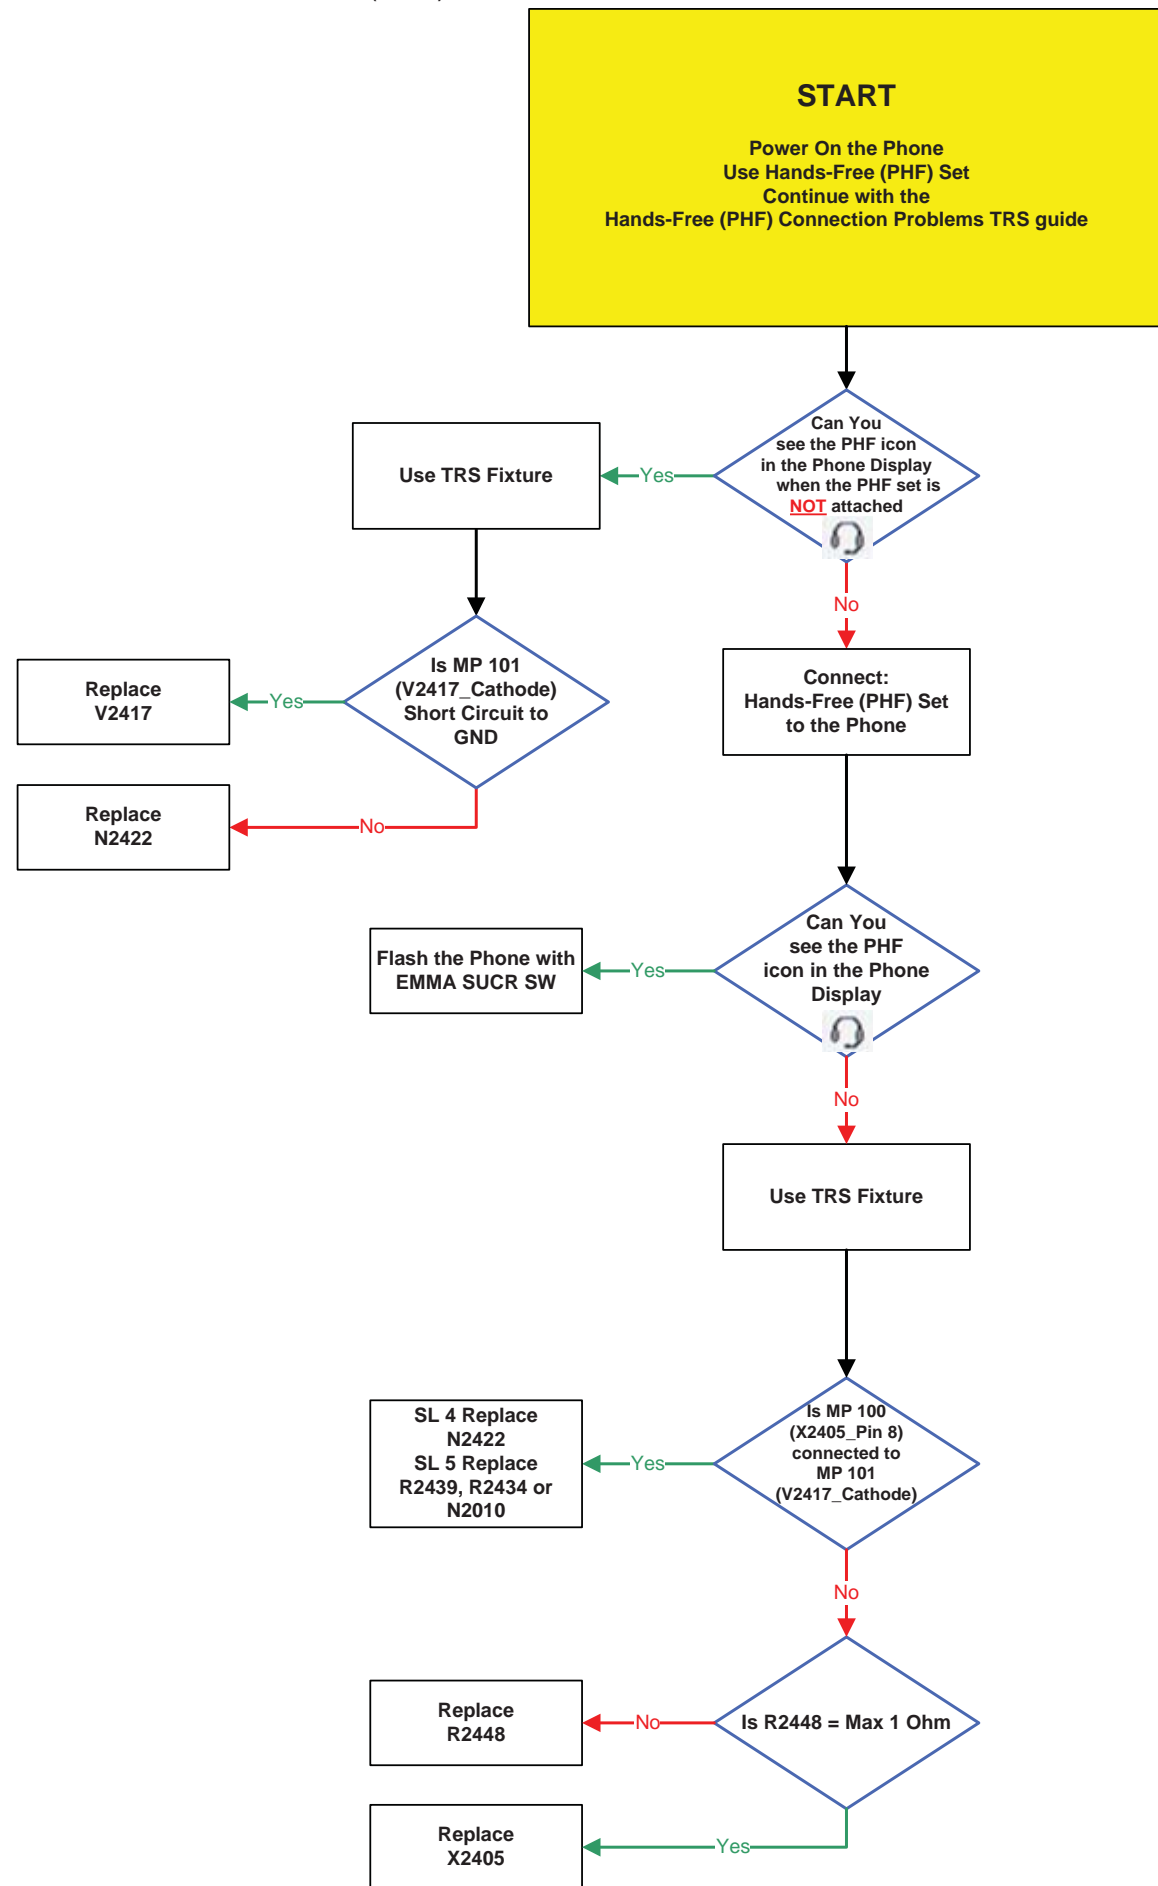 START
Power On the Phone
Use Hands-Free (PHF) Set
Continue with the
Hands-Free (PHF) Connection Problems TRS guide
Can You
see the PHF icon
in the Phone Display
when the PHF set is
NOT attached
Yes
Use TRS Fixture
No
Is MP 101
(V2417_Cathode)
Short Circuit to
GND
Yes
Replace
V2417
No
Replace
N2422
Connect:
Hands-Free (PHF) Set
to the Phone
Can You
see the PHF
icon in the Phone
Display
Yes
Flash the Phone with
EMMA SUCR SW
No
Use TRS Fixture
Is MP 100
(X2405_Pin 8)
connected to
MP 101
(V2417_Cathode)
Yes
SL 4 Replace
N2422
SL 5 Replace
R2439, R2434 or
N2010
No
Is R2448 = Max 1 Ohm
No
Replace
R2448
Yes
Replace
X2405